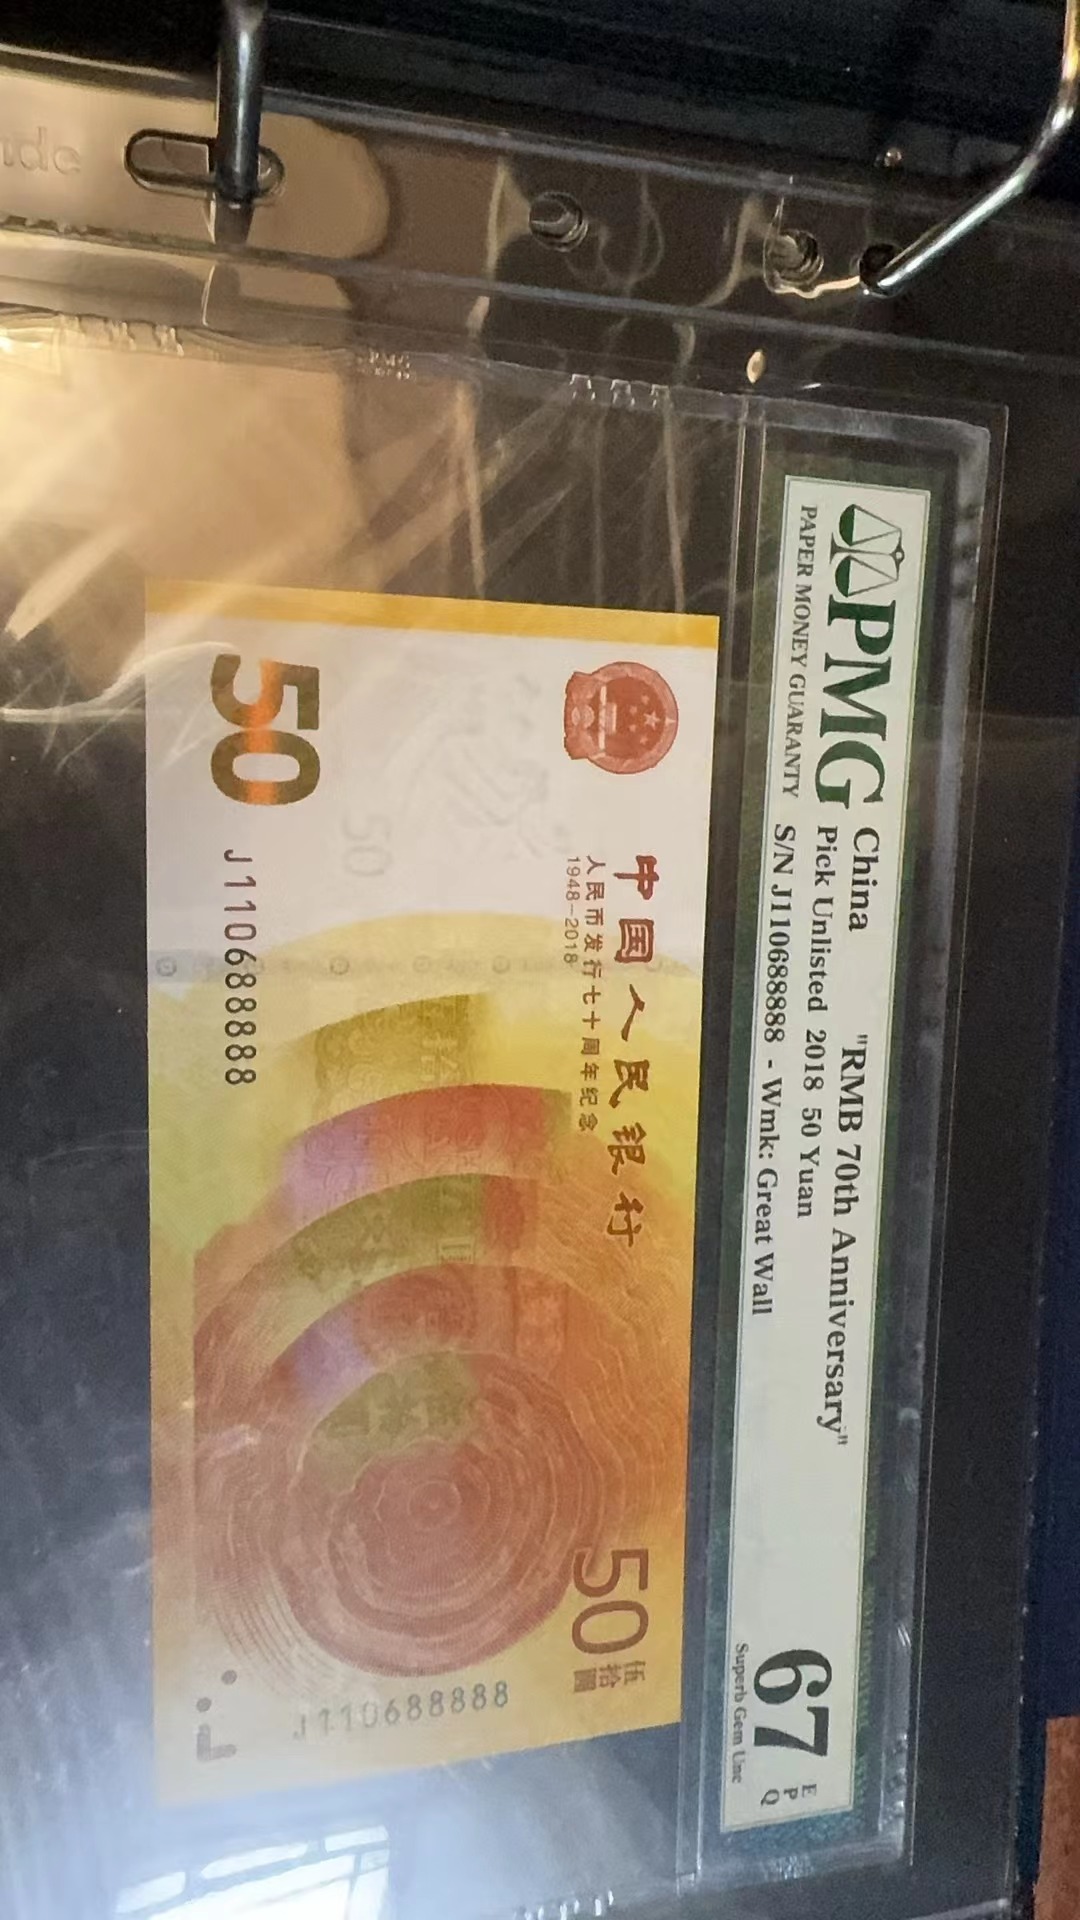 PMG
PAPER MONEY GUARANTY
China "RMB 70th Anniversary"
Pick Unlisted 2018 50 Yuan
S/N J110688888 - Wmk: Great Wall
67
E
P
Q
Superb Gem Unc
中国人民银行
人民币发行七十周年纪念
1948-2018
50
伍拾圆
50
50
J110688888
J110688888